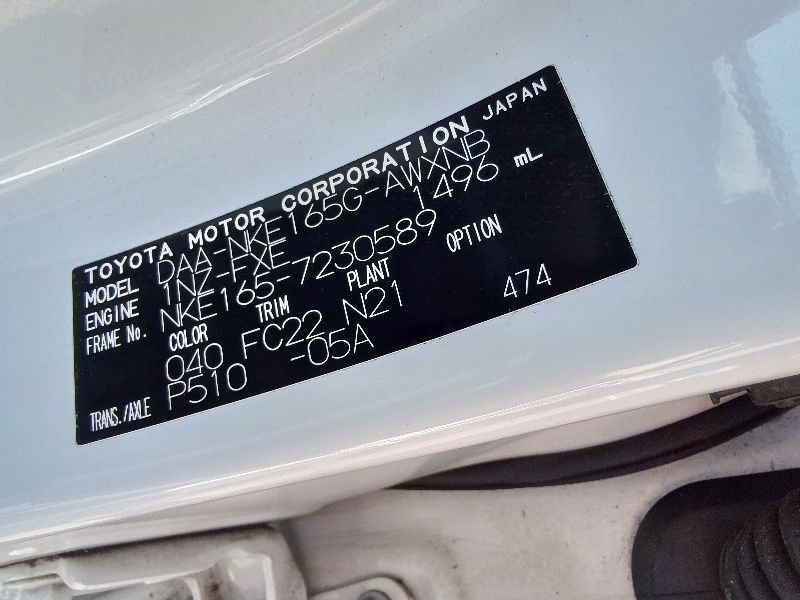 TOYOTA MOTOR CORPORATION JAPAN
MODEL DAA-NKE165G-AWXNB
ENGINE 1NZ-FXE 1496 mL
FRAME No. NKE165-7230589
COLOR TRIM PLANT OPTION
040 FC22 N21 474
TRANS./AXLE P510 -05A